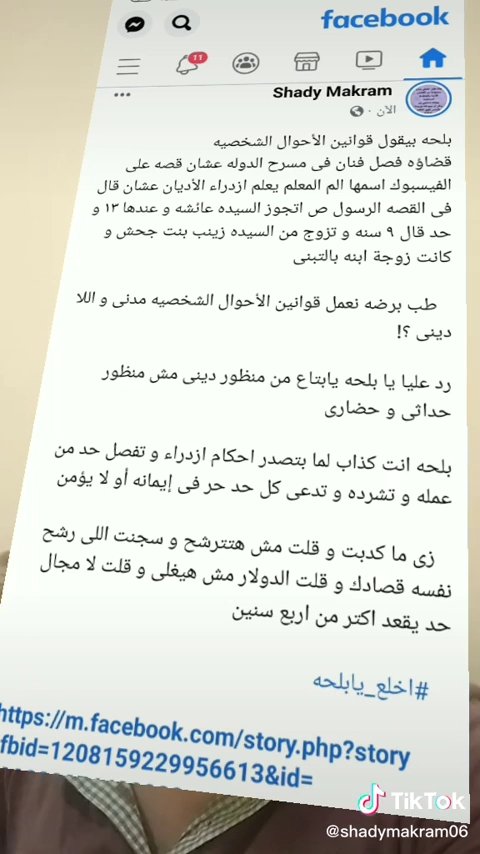 facebook
11
Shady Makram
الآن
بلحه بيقول قوانين الأحوال الشخصيه
قضاؤه فصل فنان فى مسرح الدوله عشان قصه على
الفيسبوك اسمها الم المعلم يعلم ازدراء الأديان عشان قال
فى القصه الرسول ص اتجوز السيده عائشه و عندها ١٣ و
حد قال ٩ سنه و تزوج من السيده زينب بنت جحش و
كانت زوجة ابنه بالتبنى
طب برضه نعمل قوانين الأحوال الشخصيه مدنى و اللا
دينى ؟!
رد عليا يا بلحه يابتاع من منظور دينى مش منظور
حداثى و حضارى
بلحه انت كذاب لما بتصدر احكام ازدراء و تفصل حد من
عمله و تشرده و تدعى كل حد حر فى إيمانه أو لا يؤمن
زى ما كدبت و قلت مش هتترشح و سجنت اللى رشح
نفسه قصادك و قلت الدولار مش هيغلى و قلت لا مجال
حد يقعد اكتر من اربع سنين
#اخلع_يابلحه
https://m.facebook.com/story.php?story
fbid=1208159229956613&id=
TikTok
@shadymakram06